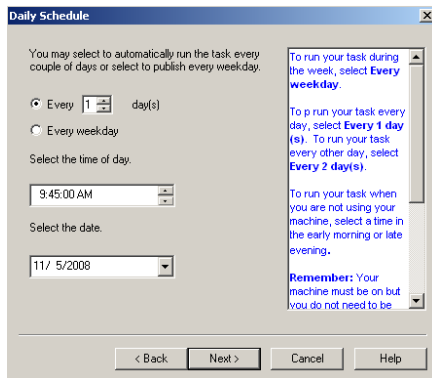 Daily Schedule
You may select to automatically run the task every
couple of days or select to publish every weekday.
Every 1 day(s)
Every weekday
Select the time of day.
9:45:00 AM
Select the date.
11/ 5/2008
To run your task during
the week, select Every
weekday.
To p run your task every
day, select Every 1 day
(s). To run your task
every other day, select
Every 2 day(s).
To run your task when
you are not using your
machine, select a time in
the early morning or late
evening.
Remember: Your
machine must be on but
you do not need to be
< Back Next > Cancel Help